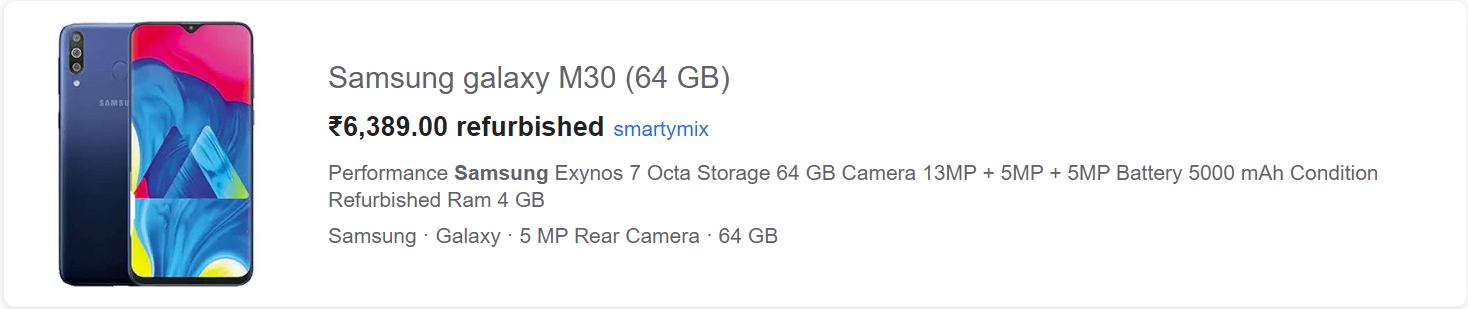 SAMSU
Samsung galaxy M30 (64 GB)
₹6,389.00 refurbished smartymix
Performance Samsung Exynos 7 Octa Storage 64 GB Camera 13MP + 5MP + 5MP Battery 5000 mAh Condition
Refurbished Ram 4 GB
Samsung · Galaxy · 5 MP Rear Camera · 64 GB